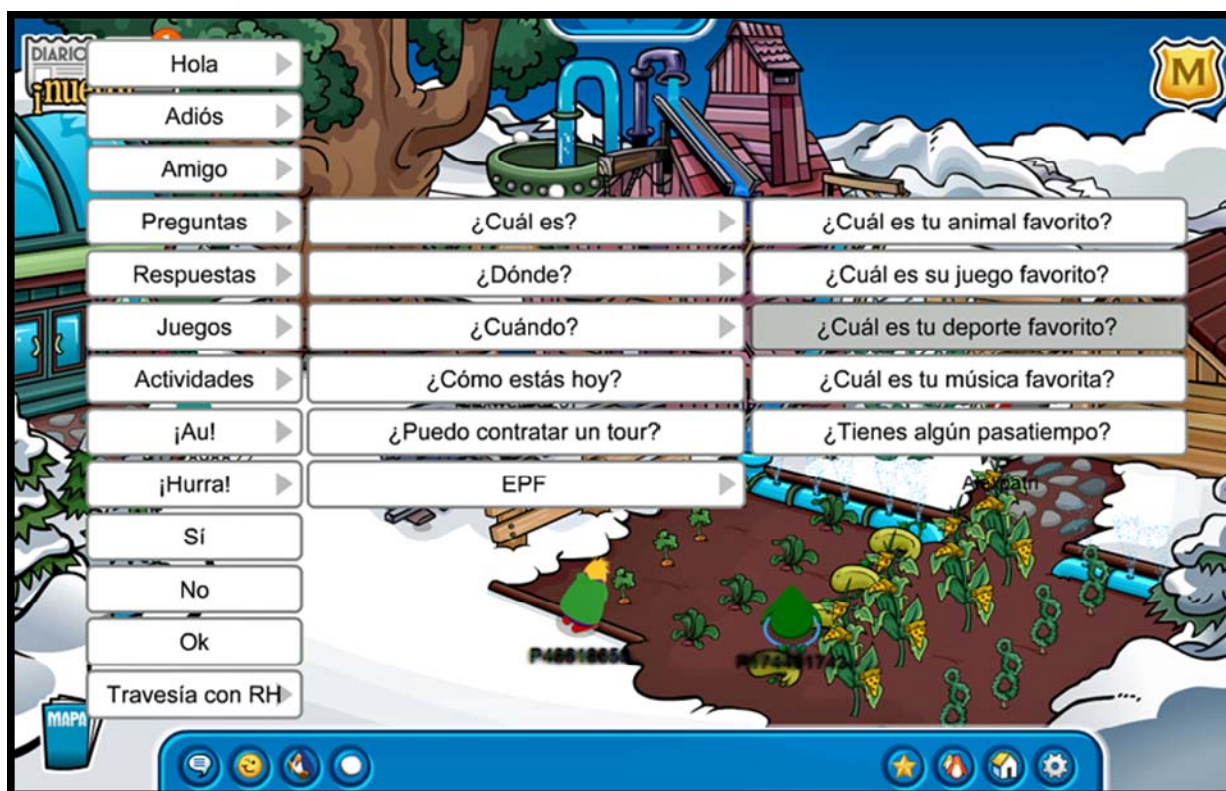 DIARIO
Hola
Adiós
Amigo
Preguntas
¿Cuál es?
¿Cuál es tu animal favorito?
Respuestas
¿Dónde?
¿Cuál es su juego favorito?
Juegos
¿Cuándo?
¿Cuál es tu deporte favorito?
Actividades
¿Cómo estás hoy?
¿Cuál es tu música favorita?
¡Au!
¿Puedo contratar un tour?
¿Tienes algún pasatiempo?
¡Hurra!
EPF
Sí
No
Ok
Travesía con RH
MAPA
M